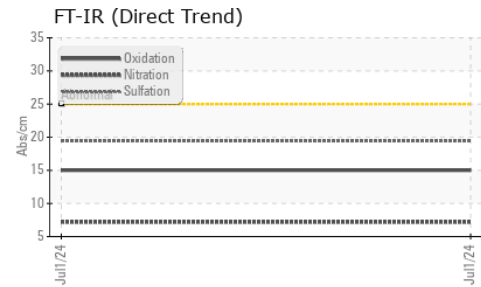 FT-IR (Direct Trend)
35
30
25
20
15
10
5
Abs/cm
Oxidation
Nitration
Sulfation
Abnormal
Jul1/24
Jul1/24